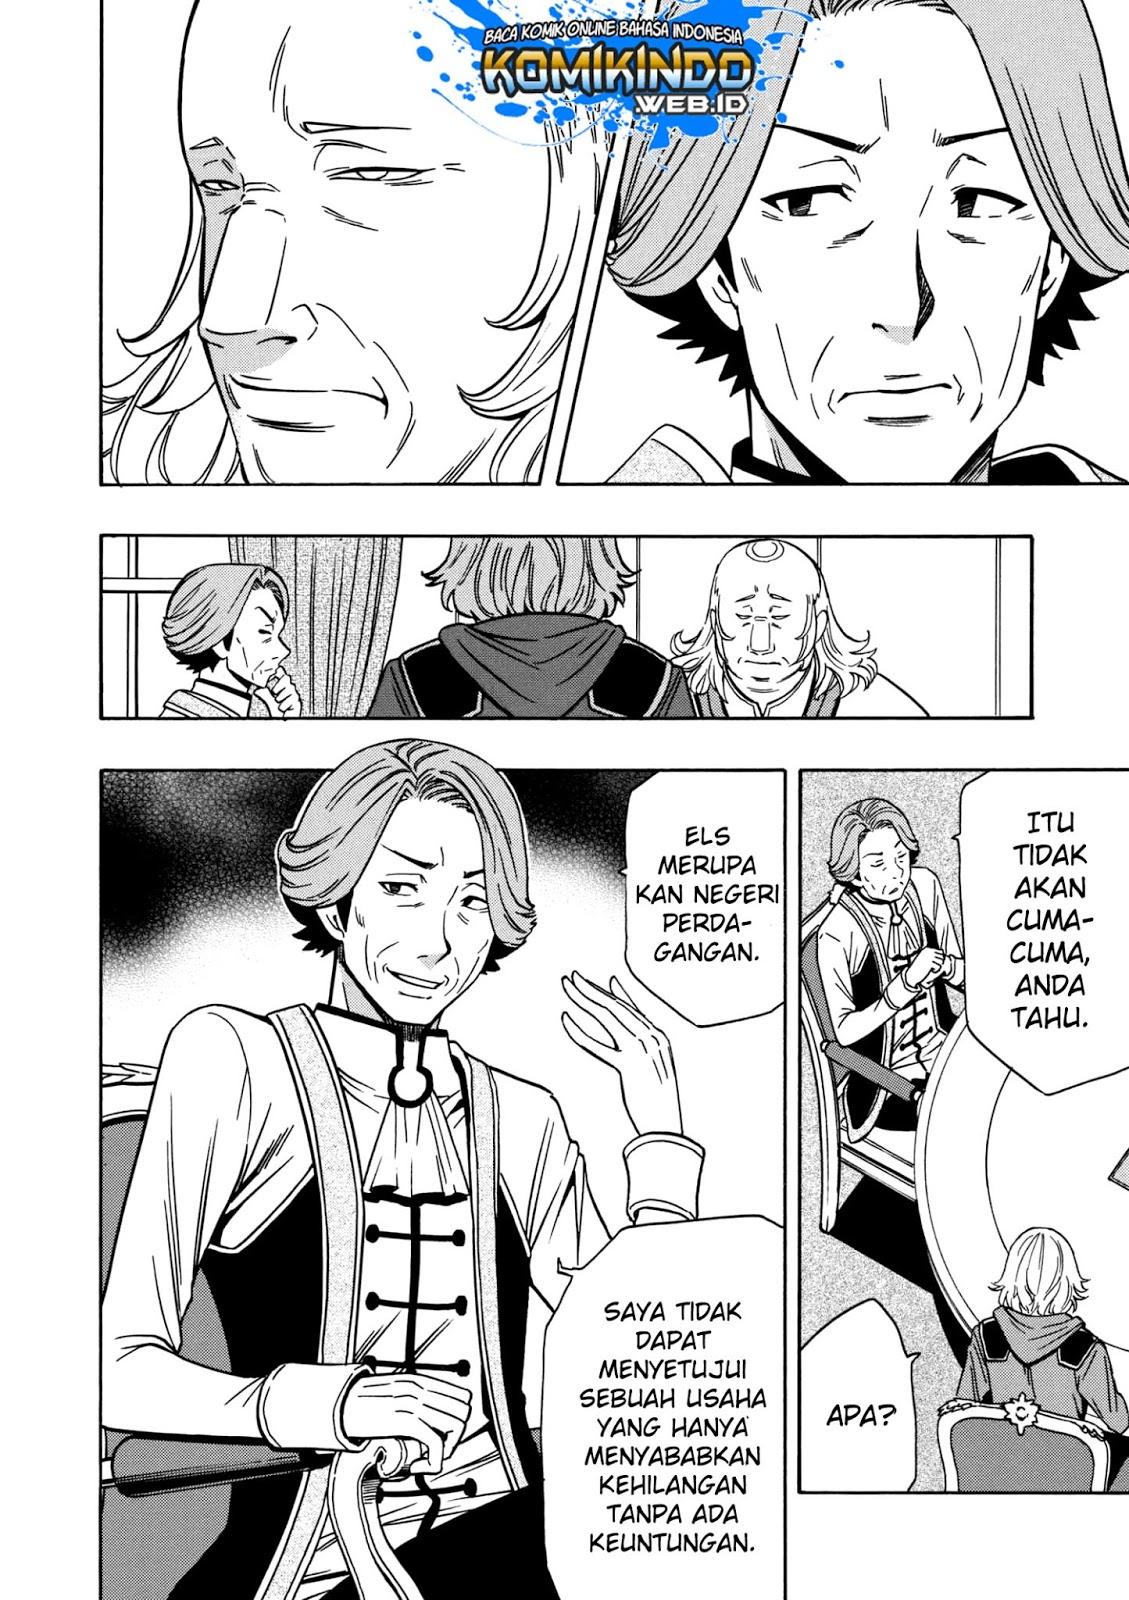 BACA KOMIK ONLINE BAHASA INDONESIA
KOMIKINDO
.WEB.ID
ITU
TIDAK
AKAN
CUMA-
CUMA,
ANDA
TAHU.
APA?
ELS
MERUPA
KAN NEGERI
PERDA-
GANGAN.
SAYA TIDAK
DAPAT
MENYETUJUI
SEBUAH USAHA
YANG HANYA
MENYABABKAN
KEHILANGAN
TANPA ADA
KEUNTUNGAN.